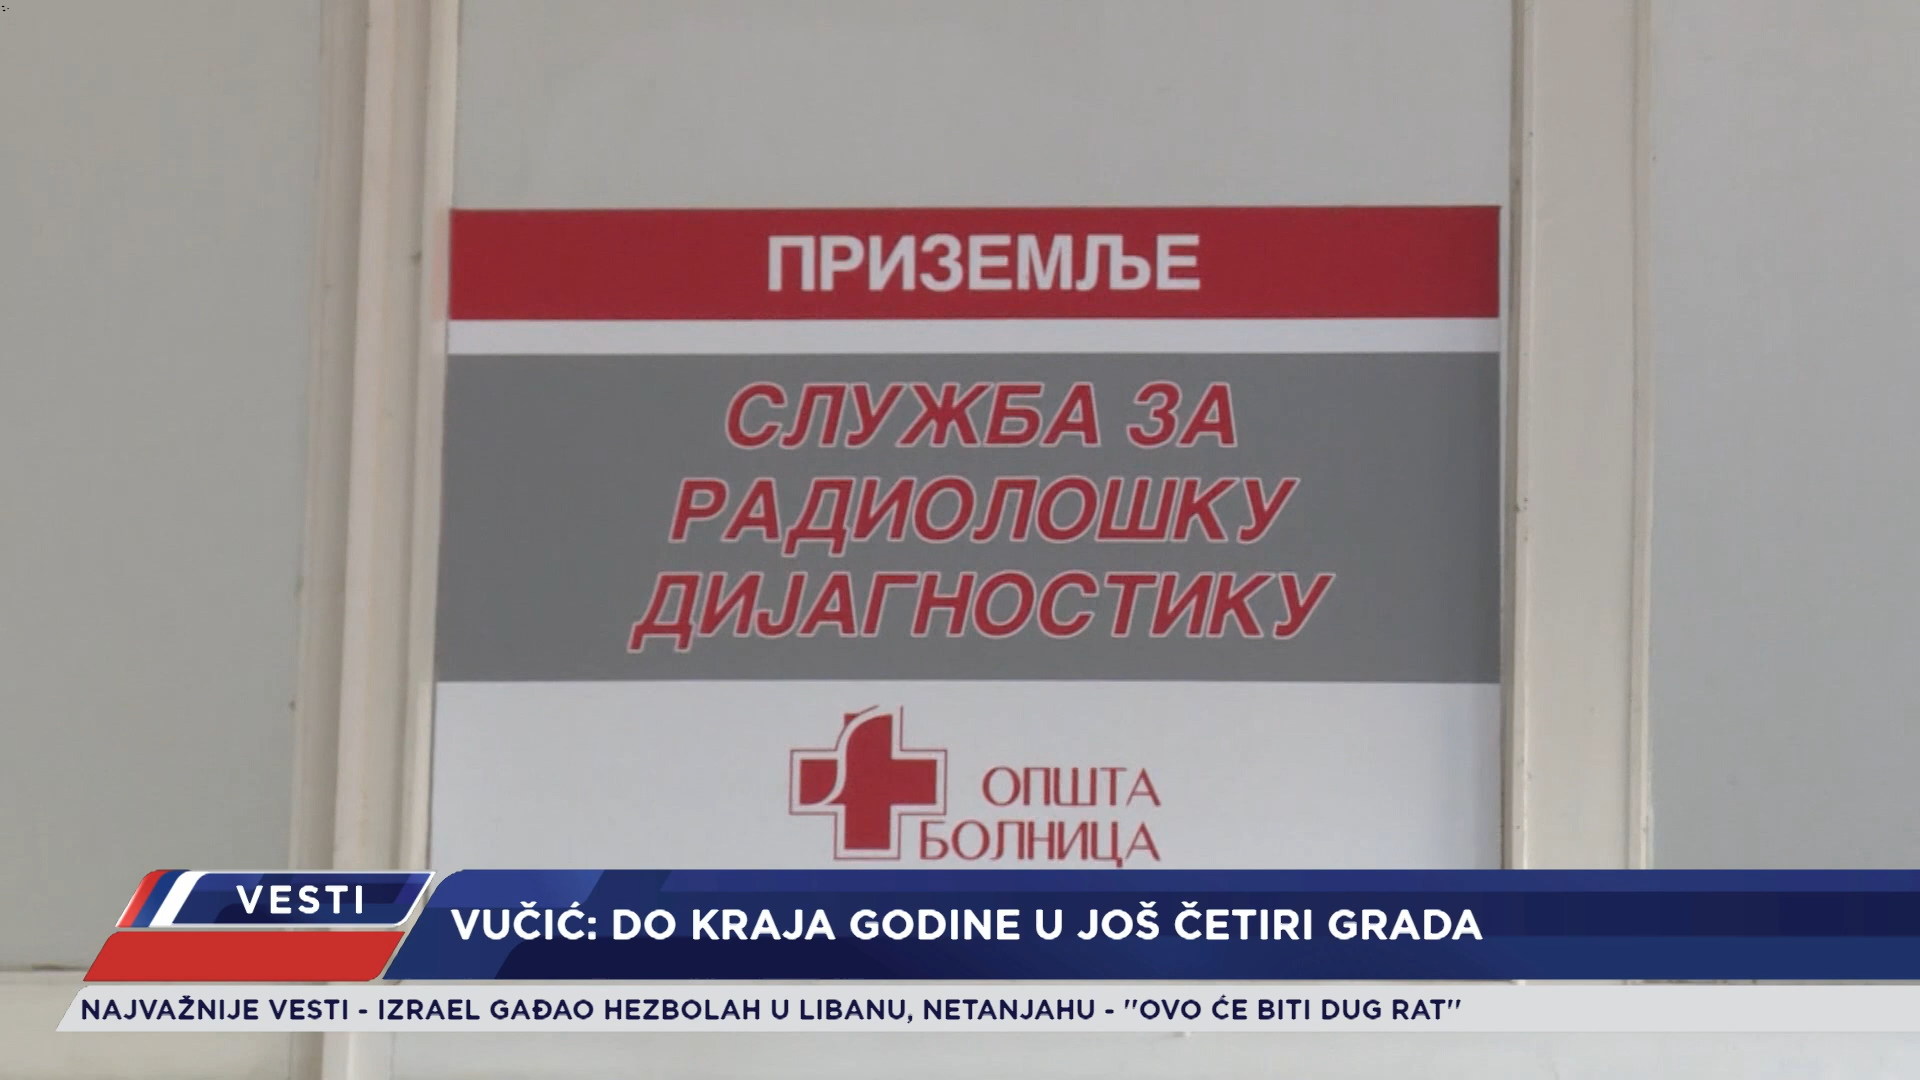 ПРИЗЕМЉЕ
СЛУЖБА ЗА
РАДИОЛОШКУ
ДИЈАГНОСТИКУ
ОПШТА
БОЛНИЦА
VESTI
VUČIĆ: DO KRAJA GODINE U JOŠ ČETIRI GRADA
NAJVAŽNIJE VESTI - IZRAEL GAĐAO HEZBOLAH U LIBANU, NETANJAHU - "OVO ĆE BITI DUG RAT"